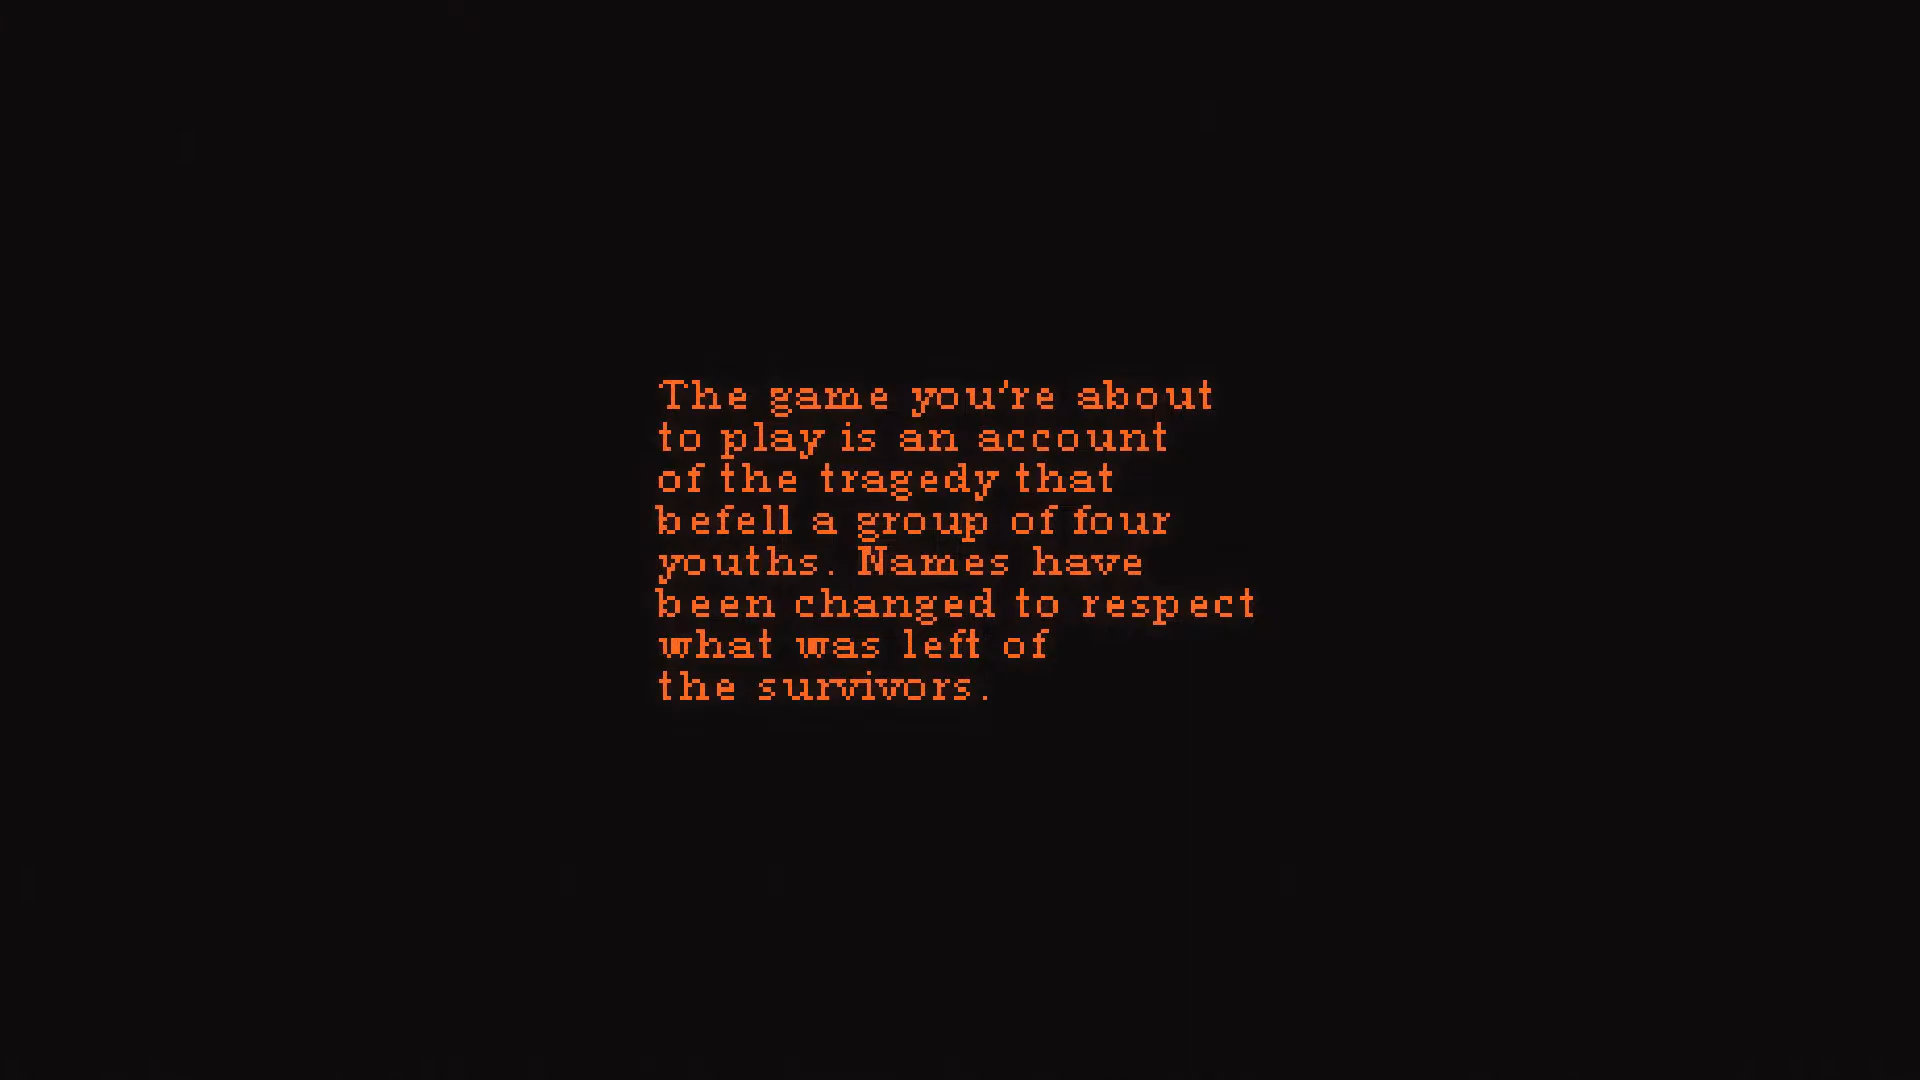 The game you're about
to play is an account
of the tragedy that
befell a group of four
youths. Names have
been changed to respect
what was left of
the survivors.